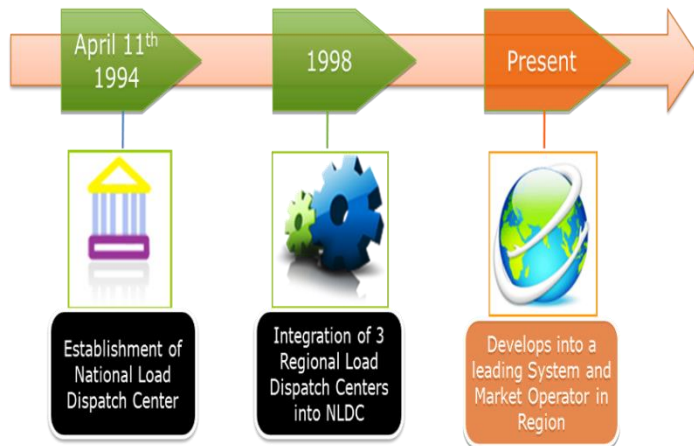 April 11th
1994
1998
Present
Establishment of
National Load
Dispatch Center
Integration of 3
Regional Load
Dispatch Centers
into NLDC
Develops into a
leading System and
Market Operator in
Region